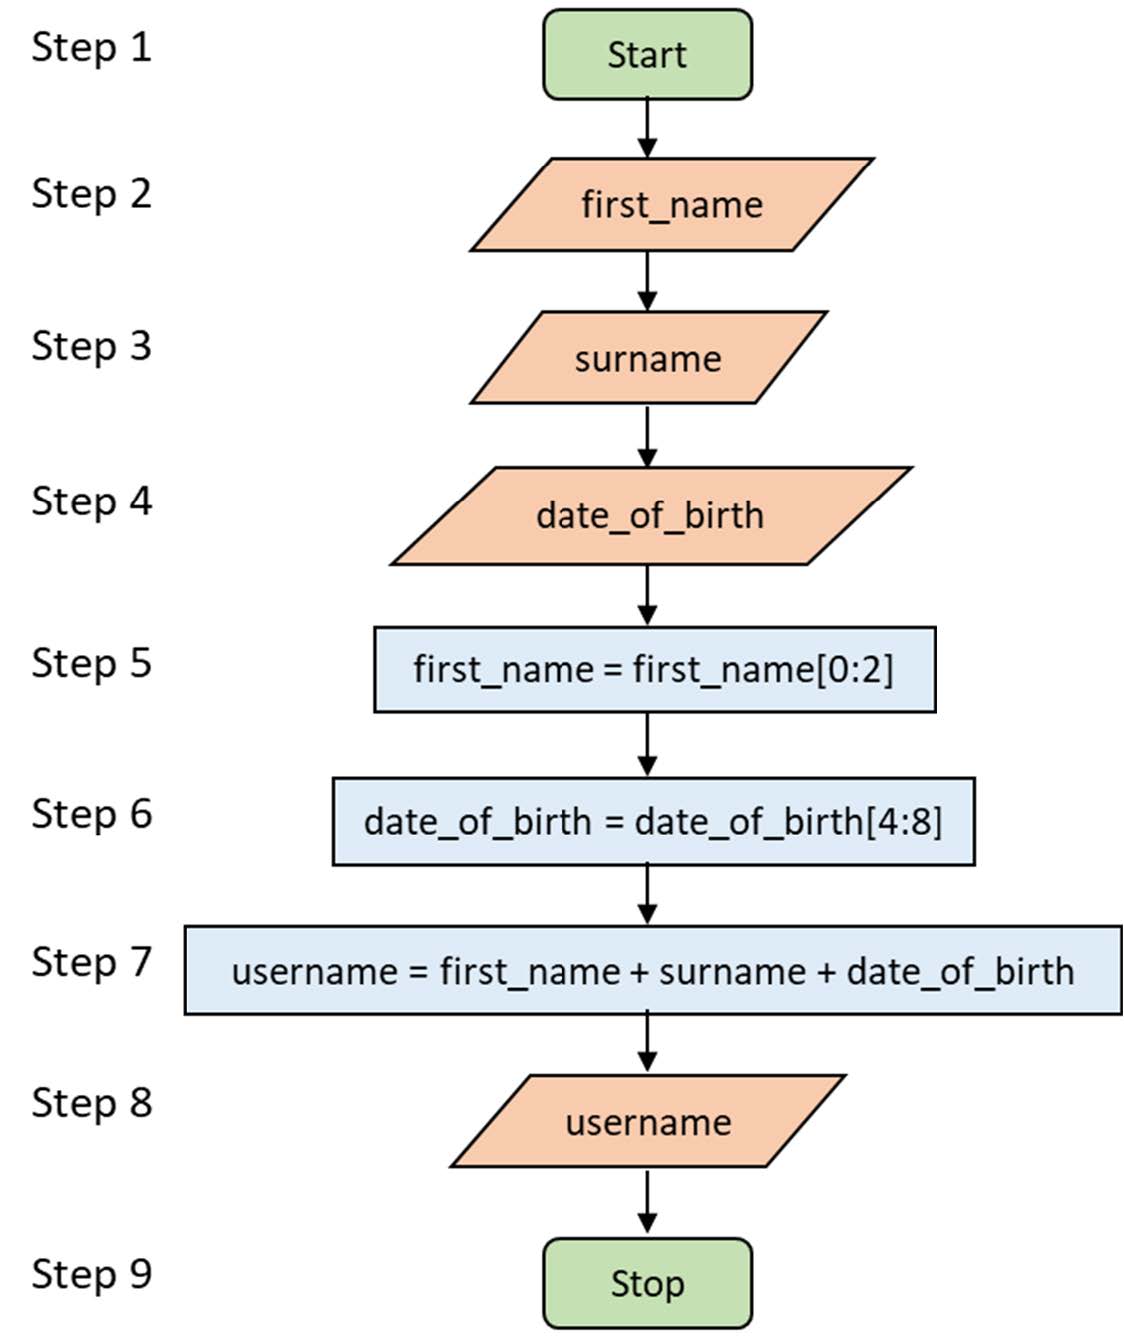 Step 1
Start
Step 2
first_name
Step 3
surname
Step 4
date_of_birth
Step 5
first_name = first_name[0:2]
Step 6
date_of_birth = date_of_birth[4:8]
Step 7
username = first_name + surname + date_of_birth
Step 8
username
Step 9
Stop